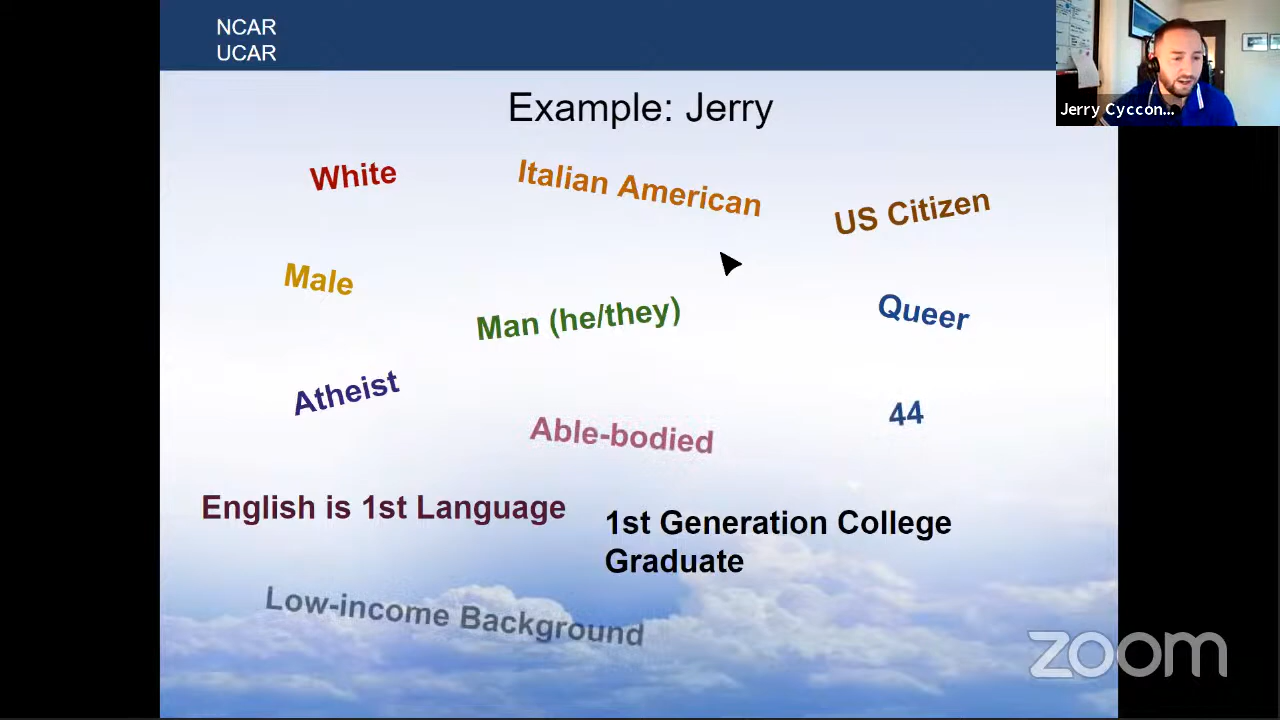 NCAR
UCAR
Jerry Cyccon...
Example: Jerry
White
Italian American
US Citizen
Male
Man (he/they)
Queer
Atheist
Able-bodied
44
English is 1st Language
1st Generation College
Graduate
Low-income Background
zoom